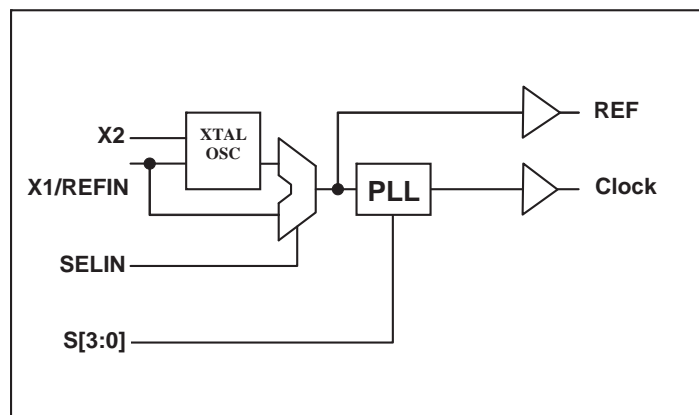 REF
X2
XTAL
OSC
X1/REFIN
PLL
Clock
SELIN
S[3:0]